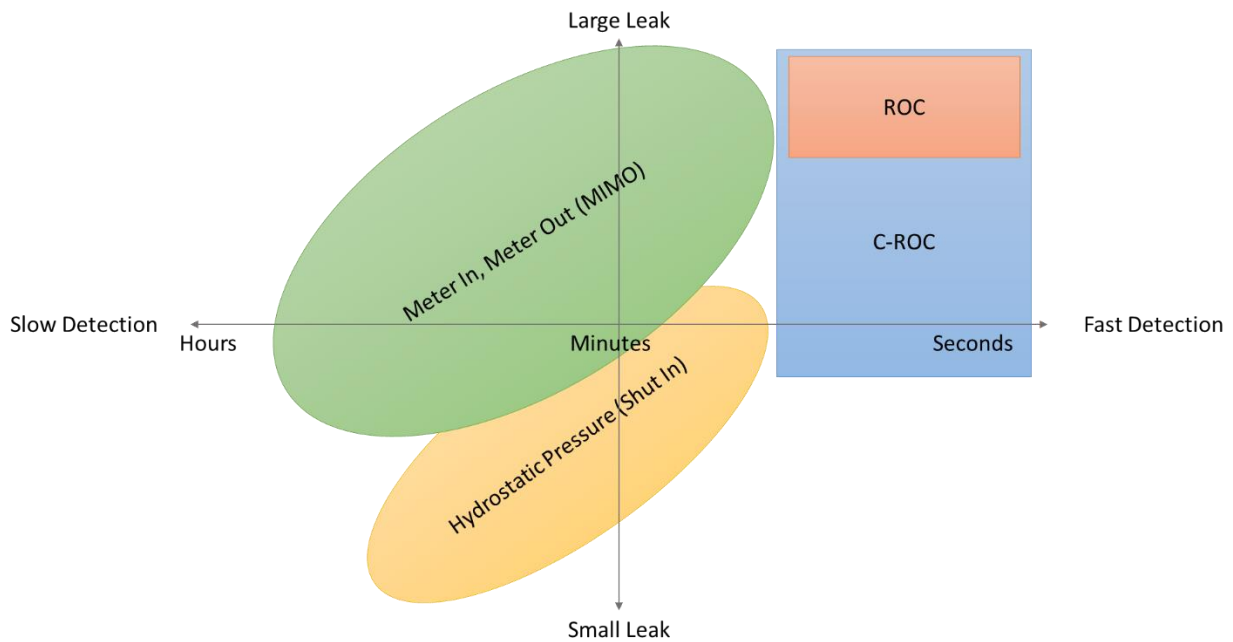 Large Leak
ROC
Meter In, Meter Out (MIMO)
C-ROC
Slow Detection
Fast Detection
Hours
Minutes
Seconds
Hydrostatic Pressure (Shut In)
Small Leak